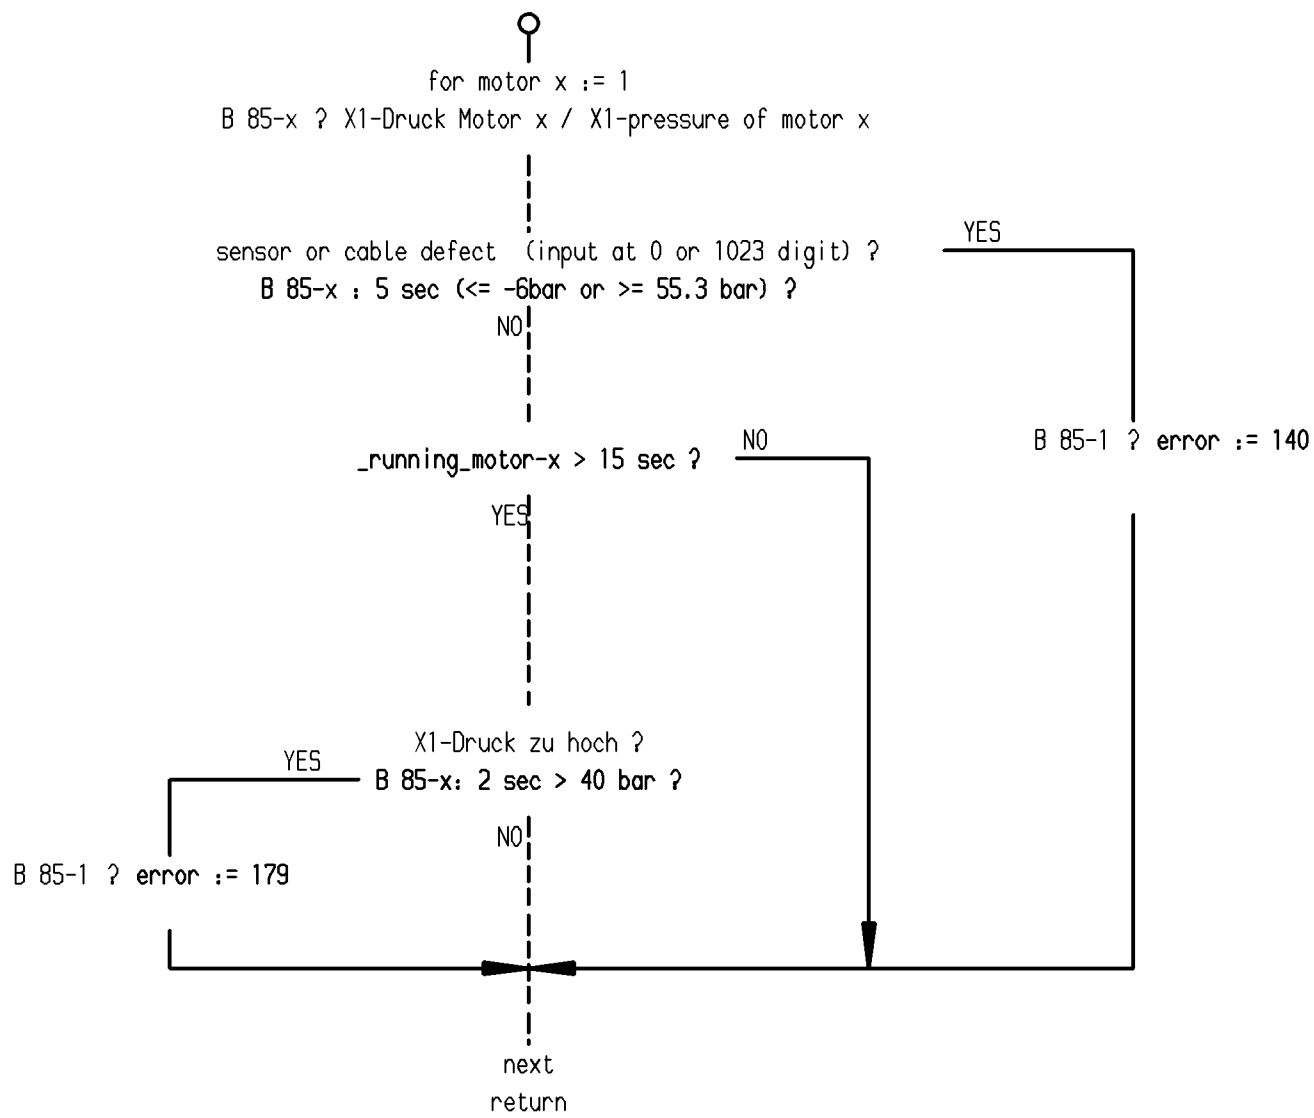 for motor x := 1
B 85-x ? X1-Druck Motor x / X1-pressure of motor x
YES
sensor or cable defect (input at 0 or 1023 digit) ?
B 85-x : 5 sec (<= -6bar or >= 55.3 bar) ?
NO
NO
B 85-1 ? error := 140
_running_motor-x > 15 sec ?
YES
X1-Druck zu hoch ?
YES
B 85-x: 2 sec > 40 bar ?
NO
B 85-1 ? error := 179
next
return